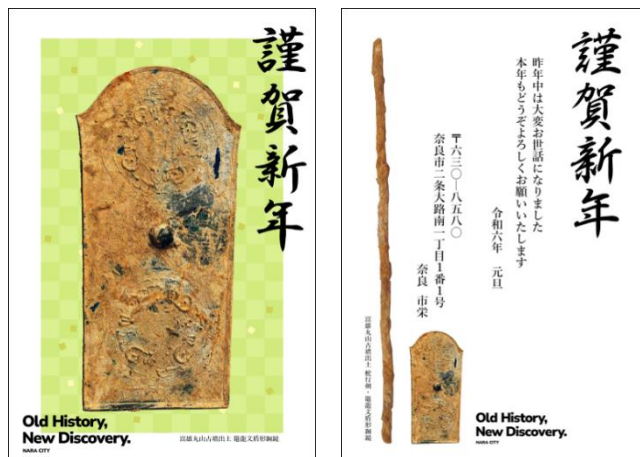 謹賀新年
富雄丸山古墳出土 鼉龍文盾形銅鏡
Old History,
New Discovery.
NARA CITY
謹賀新年
昨年中は大変お世話になりました
本年もどうぞよろしくお願いいたします
令和六年 元旦
〒六三〇―八五八〇
奈良市二条大路南一丁目1番1号
奈良 市栄
富雄丸山古墳出土 蛇行剣・鼉龍文盾形銅鏡
Old History,
New Discovery.
NARA CITY